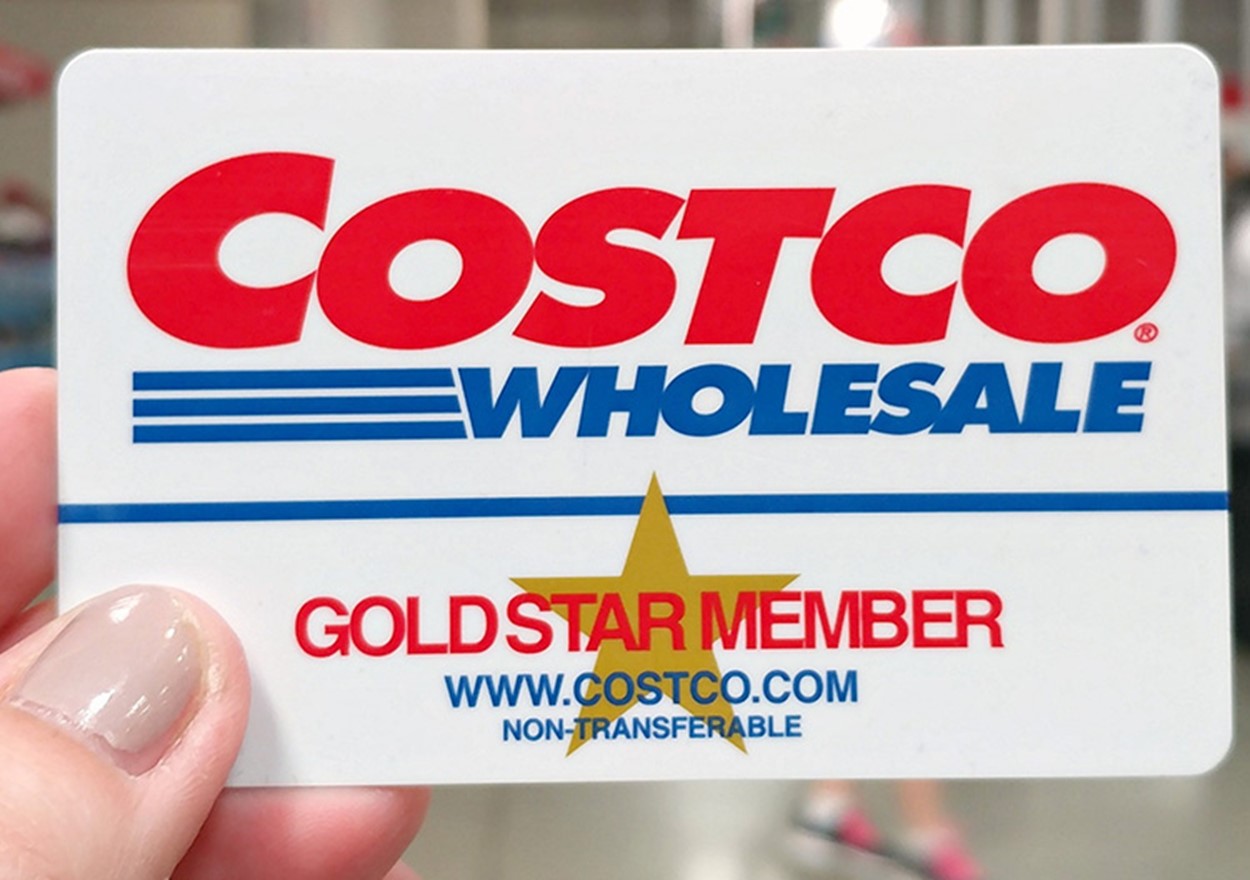 COSTCO®
WHOLESALE
GOLD STAR MEMBER
WWW.COSTCO.COM
NON-TRANSFERABLE